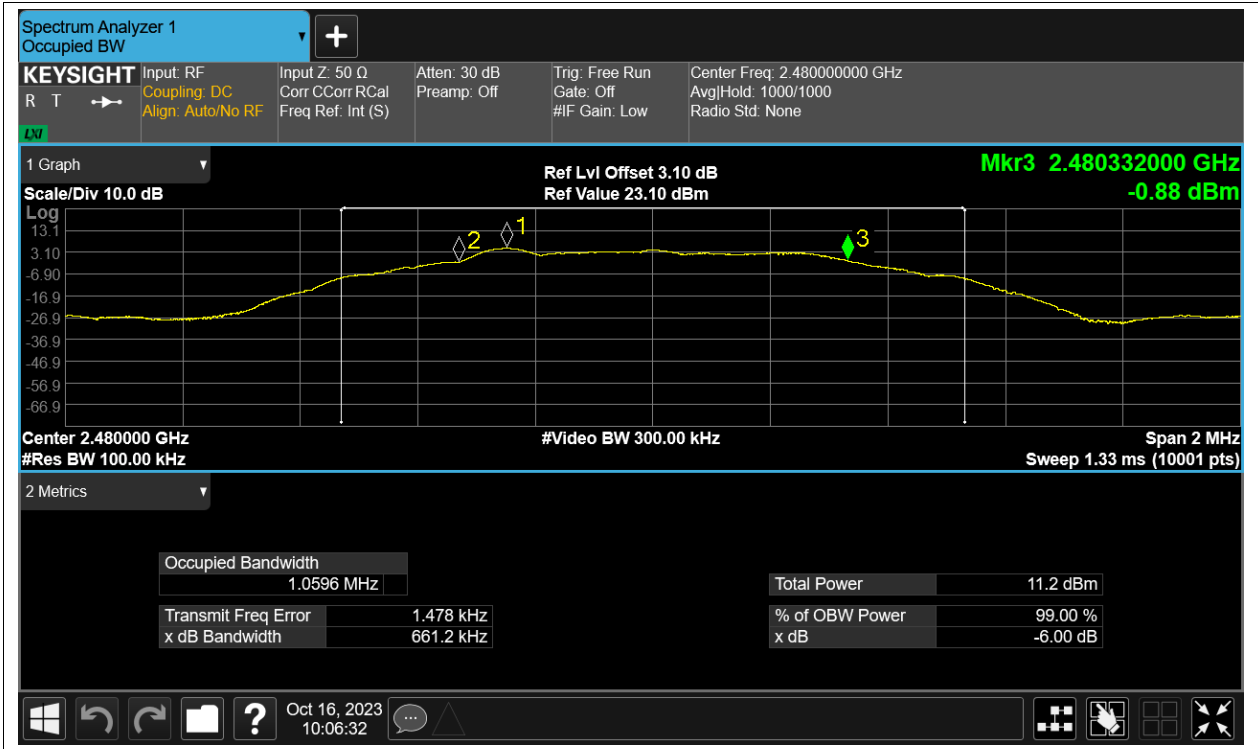 Spectrum Analyzer 1
Occupied BW
KEYSIGHT
R T
LXI
Input: RF
Coupling: DC
Align: Auto/No RF
Input Z: 50 Ω
Corr CCorr RCal
Freq Ref: Int (S)
Atten: 30 dB
Preamp: Off
Trig: Free Run
Gate: Off
#IF Gain: Low
Center Freq: 2.480000000 GHz
Avg|Hold: 1000/1000
Radio Std: None
1 Graph
Scale/Div 10.0 dB
Ref Lvl Offset 3.10 dB
Ref Value 23.10 dBm
Mkr3 2.480332000 GHz
-0.88 dBm
Log
13.1
3.10
-6.90
-16.9
-26.9
-36.9
-46.9
-56.9
-66.9
2
1
3
Center 2.480000 GHz
#Res BW 100.00 kHz
#Video BW 300.00 kHz
Span 2 MHz
Sweep 1.33 ms (10001 pts)
2 Metrics
Occupied Bandwidth
1.0596 MHz
Transmit Freq Error 1.478 kHz
x dB Bandwidth 661.2 kHz
Total Power 11.2 dBm
% of OBW Power 99.00 %
x dB -6.00 dB
?
Oct 16, 2023
10:06:32